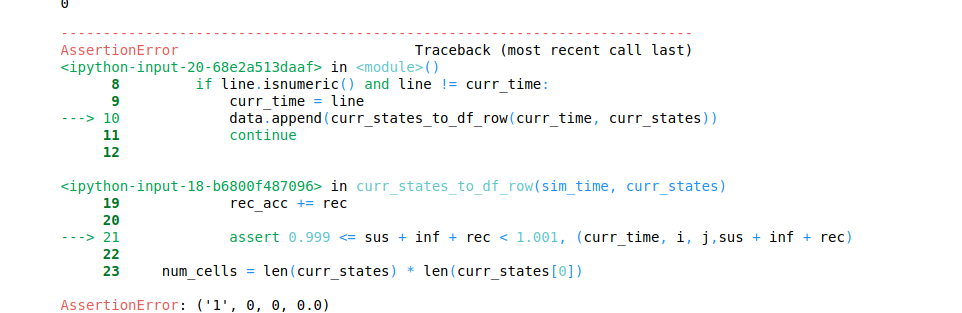 0
---------------------------------------------------------------------------
AssertionError                            Traceback (most recent call last)
<ipython-input-20-68e2a513daaf> in <module>()
      8         if line.isnumeric() and line != curr_time:
      9             curr_time = line
---> 10             data.append(curr_states_to_df_row(curr_time, curr_states))
     11             continue
     12
<ipython-input-18-b6800f487096> in curr_states_to_df_row(sim_time, curr_states)
     19             rec_acc += rec
     20
---> 21             assert 0.999 <= sus + inf + rec < 1.001, (curr_time, i, j,sus + inf + rec)
     22
     23     num_cells = len(curr_states) * len(curr_states[0])
AssertionError: ('1', 0, 0, 0.0)